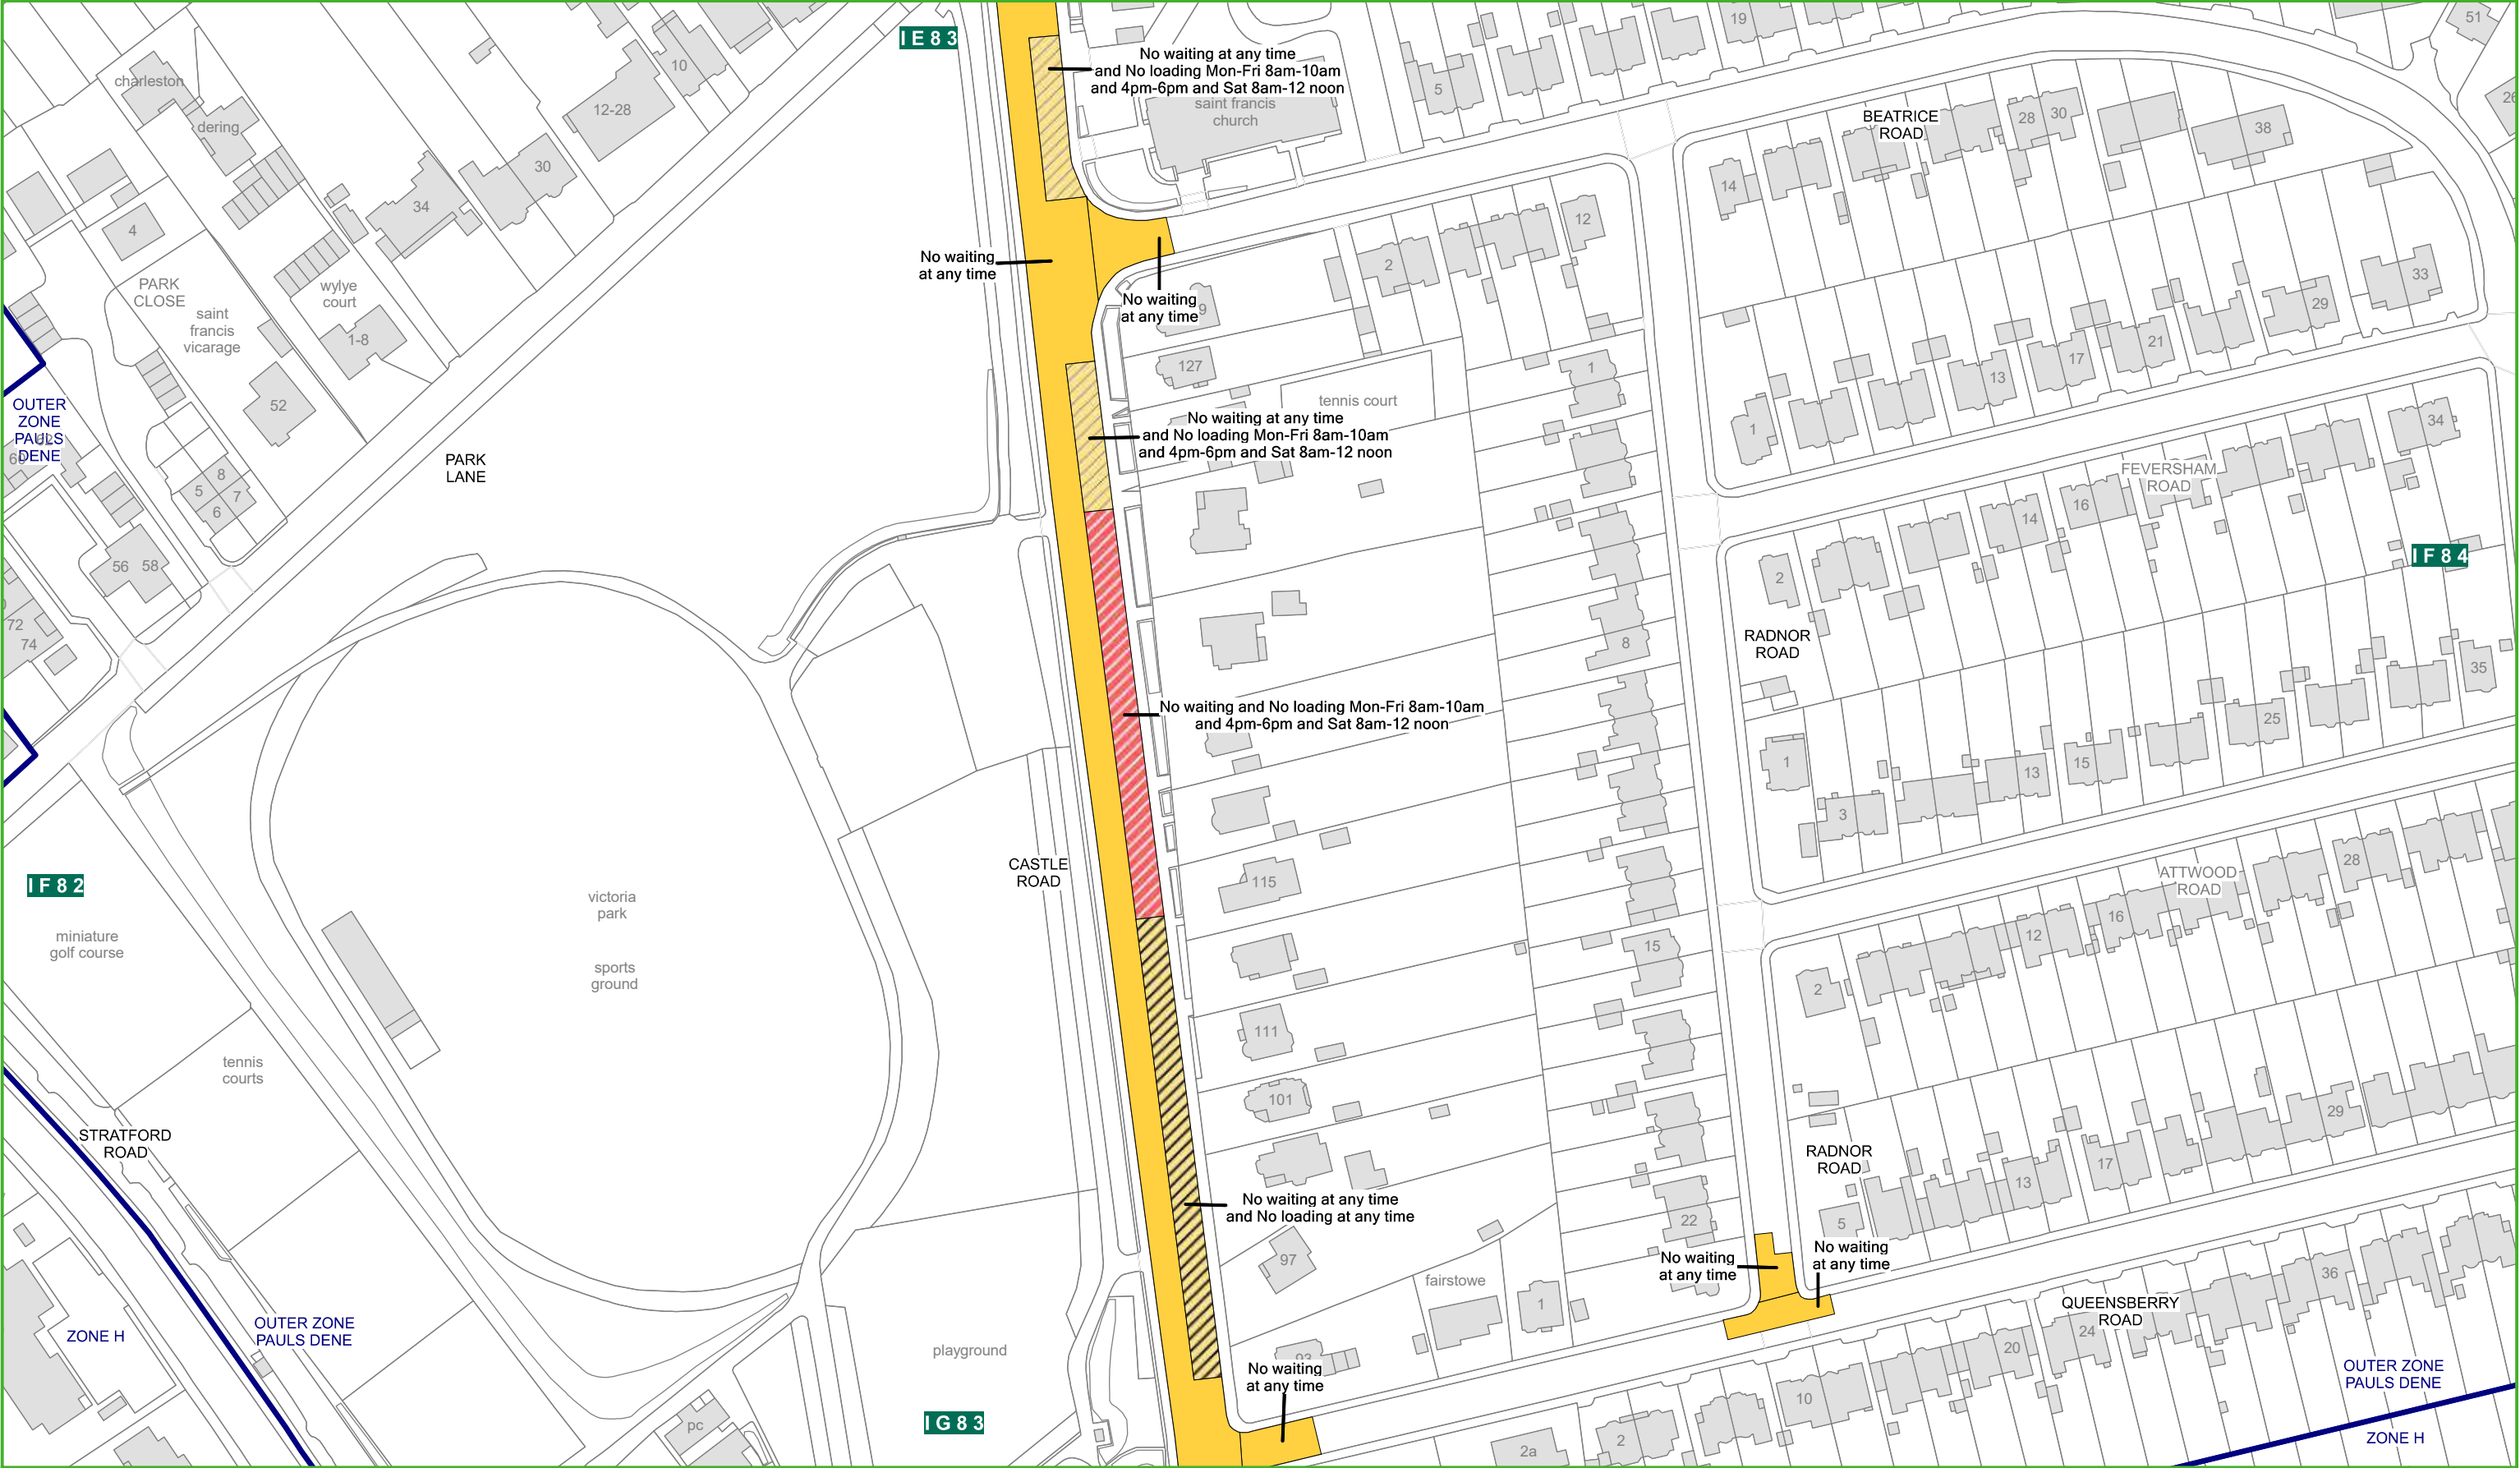 IE83
No waiting at any time
and No loading Mon-Fri 8am-10am
and 4pm-6pm and Sat 8am-12 noon
saint francis
church
19
51
5
10
charleston
12-28
dering
BEATRICE
ROAD
28
30
38
30
14
34
4
12
No waiting
at any time
2
33
PARK
CLOSE
wylye
court
No waiting
at any time
9
29
saint
francis
vicarage
1-8
21
127
1
17
13
52
tennis court
OUTER
ZONE
PAULS
DENE
No waiting at any time
and No loading Mon-Fri 8am-10am
and 4pm-6pm and Sat 8am-12 noon
1
34
PARK
LANE
8
5
7
6
FEVERSHAM
ROAD
16
14
IF84
56
58
2
72
74
RADNOR
ROAD
8
35
No waiting and No loading Mon-Fri 8am-10am
and 4pm-6pm and Sat 8am-12 noon
25
1
15
13
3
CASTLE
ROAD
115
IF82
ATTWOOD
ROAD
28
victoria
park
16
12
miniature
golf course
15
sports
ground
2
111
tennis
courts
101
29
STRATFORD
ROAD
RADNOR
ROAD
17
13
No waiting at any time
and No loading at any time
22
5
97
No waiting
at any time
No waiting
at any time
36
fairstowe
1
QUEENSBERRY
ROAD
24
OUTER ZONE
PAULS DENE
ZONE H
playground
93
20
No waiting
at any time
OUTER ZONE
PAULS DENE
10
IG83
pc
2
2a
ZONE H